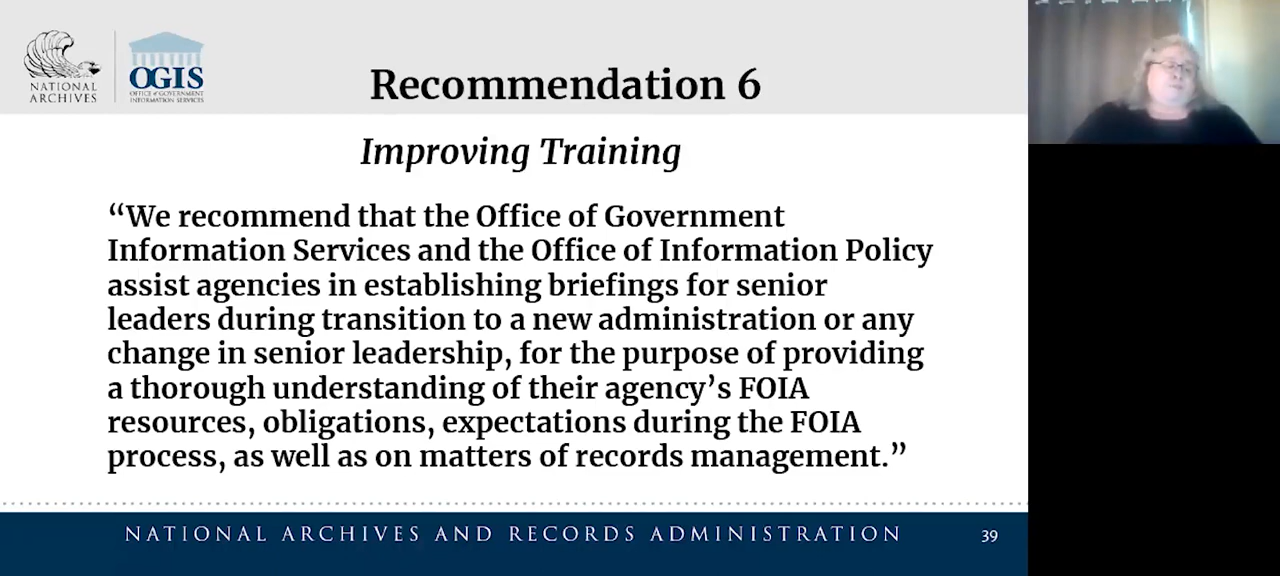 NATIONAL
ARCHIVES
OGIS
OFFICE of GOVERNMENT
INFORMATION SERVICES
Recommendation 6
Improving Training
“We recommend that the Office of Government
Information Services and the Office of Information Policy
assist agencies in establishing briefings for senior
leaders during transition to a new administration or any
change in senior leadership, for the purpose of providing
a thorough understanding of their agency’s FOIA
resources, obligations, expectations during the FOIA
process, as well as on matters of records management.”
NATIONAL ARCHIVES AND RECORDS ADMINISTRATION
39